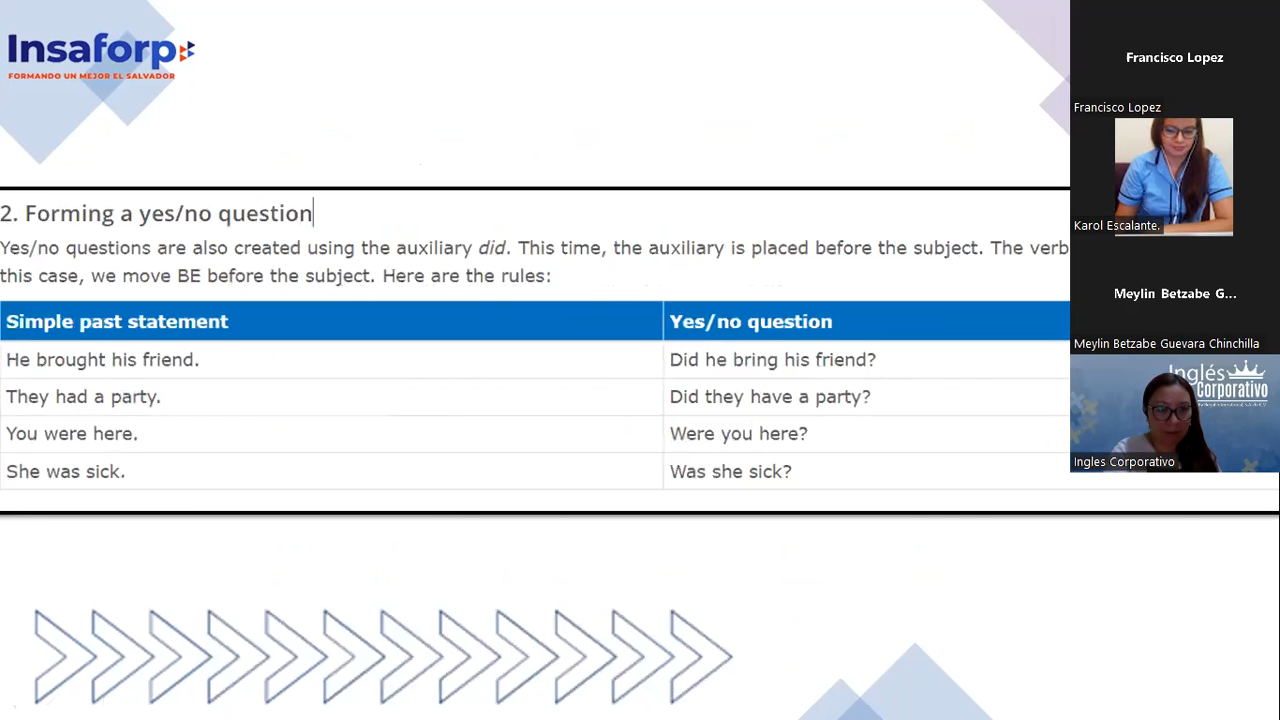 Insaforp
FORMANDO UN MEJOR EL SALVADOR
2. Forming a yes/no question
Yes/no questions are also created using the auxiliary did. This time, the auxiliary is placed before the subject. The verb
this case, we move BE before the subject. Here are the rules:
Simple past statement Yes/no question
He brought his friend. Did he bring his friend?
They had a party. Did they have a party?
You were here. Were you here?
She was sick. Was she sick?
Francisco Lopez
Francisco Lopez
Karol Escalante.
Meylin Betzabe G...
Meylin Betzabe Guevara Chinchilla
Inglés
Corporativo
Ingles Corporativo